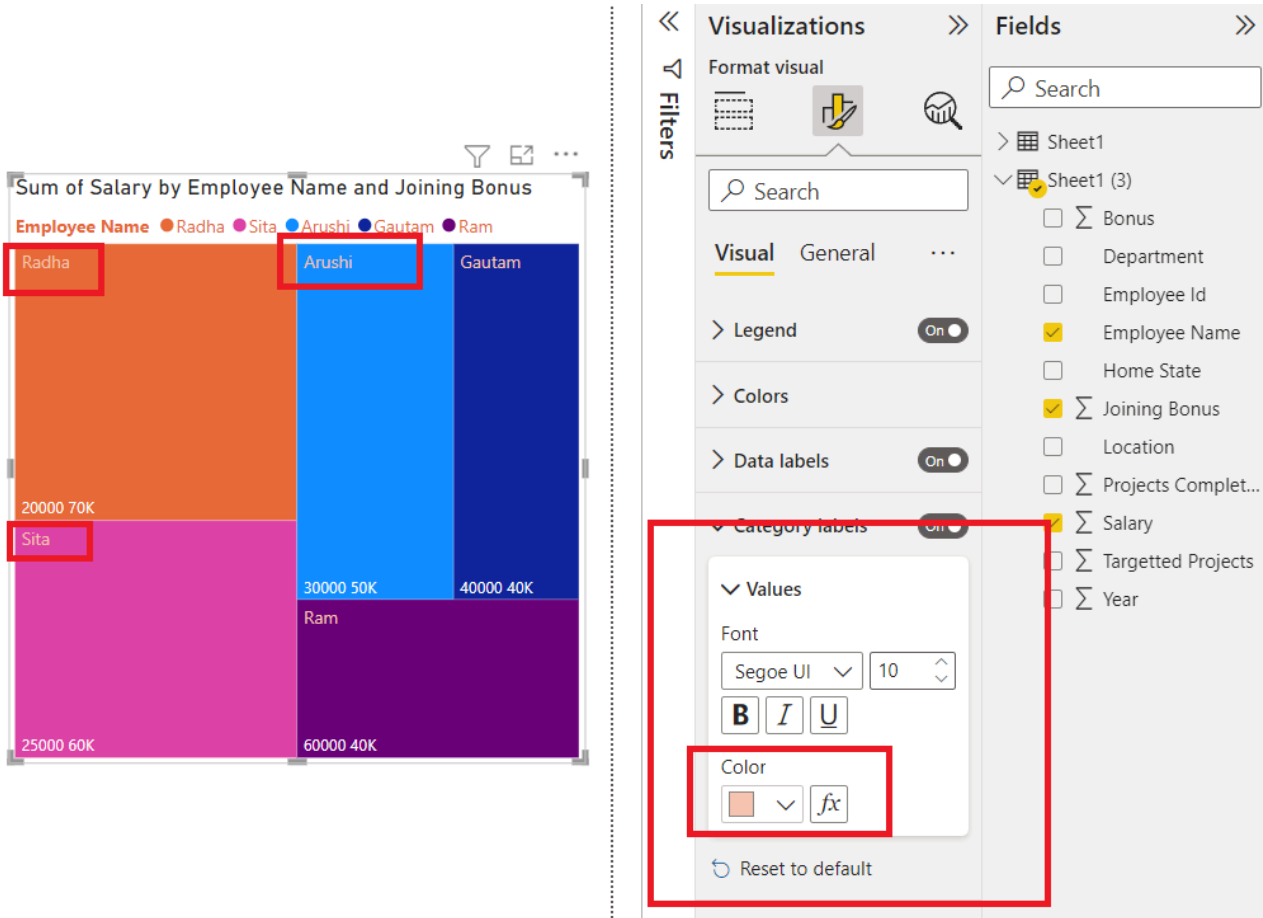 Sum of Salary by Employee Name and Joining Bonus
Employee Name Radha Sita Arushi Gautam Ram
Radha
20000 70K
Sita
25000 60K
Arushi
30000 50K
Gautam
40000 40K
Ram
60000 40K
Filters
Visualizations
Format visual
Search
Visual General ...
Legend On
Colors
Data labels On
Category labels On
Values
Font
Segoe UI 10
B I U
Color
fx
Reset to default
Fields
Search
Sheet1
Sheet1 (3)
∑ Bonus
Department
Employee Id
Employee Name
Home State
∑ Joining Bonus
Location
∑ Projects Complet...
∑ Salary
∑ Targetted Projects
∑ Year